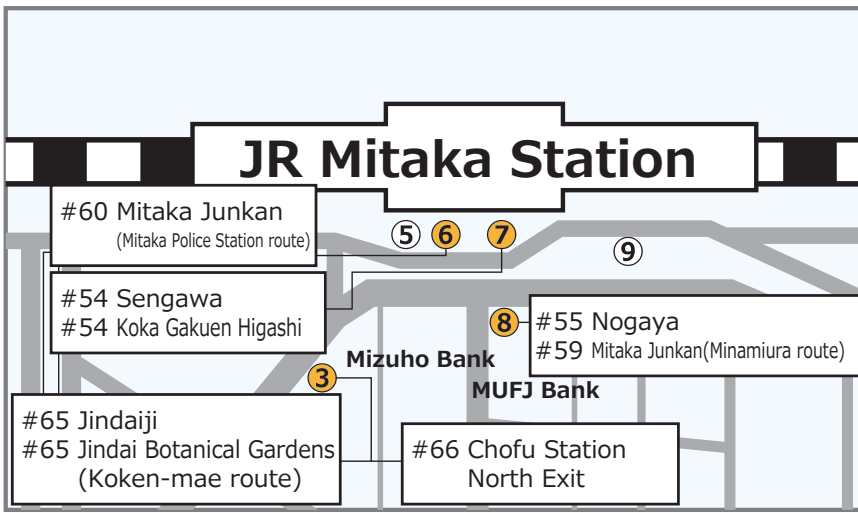 JR Mitaka Station
#60 Mitaka Junkan
(Mitaka Police Station route)
5
6
7
9
#54 Sengawa
#54 Koka Gakuen Higashi
8
#55 Nogaya
#59 Mitaka Junkan(Minamiura route)
Mizuho Bank
3
MUFJ Bank
#65 Jindaiji
#65 Jindai Botanical Gardens
(Koken-mae route)
#66 Chofu Station
North Exit